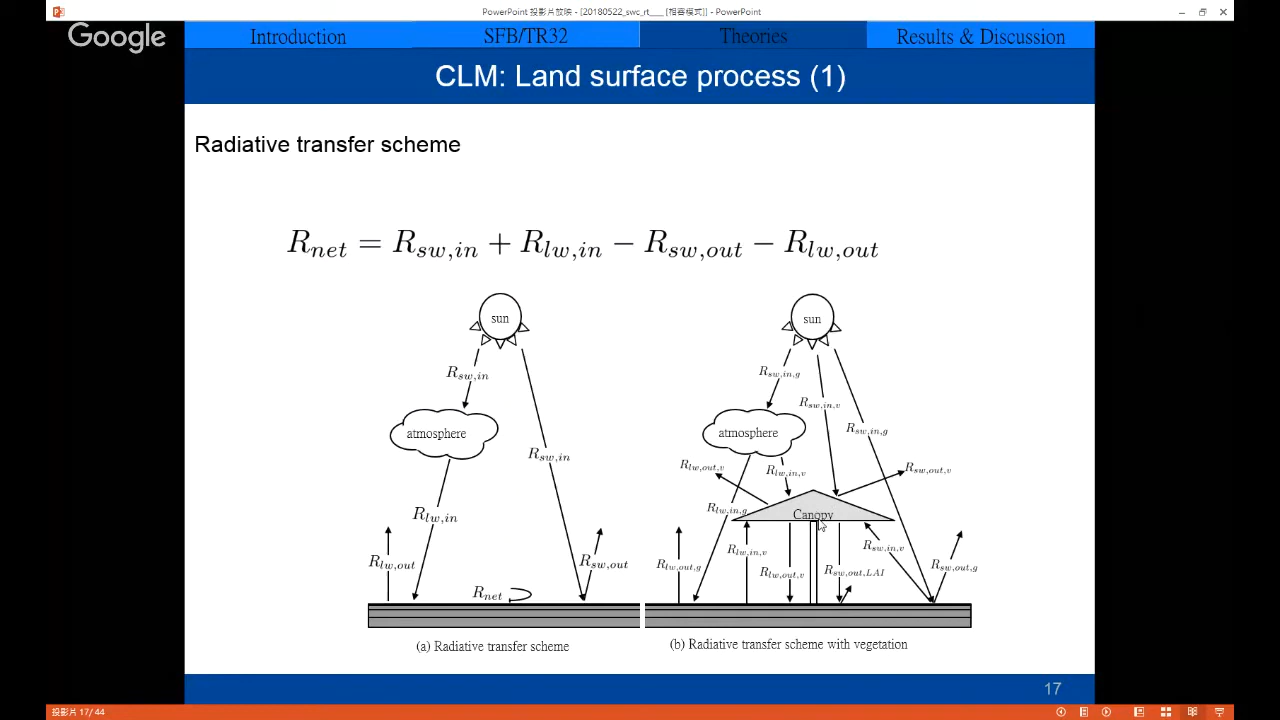 PowerPoint 投影片放映 - [20180522_swc_rt___ [相容模式]] - PowerPoint
Google
Introduction SFB/TR32 Theories Results & Discussion
CLM: Land surface process (1)
Radiative transfer scheme
R_net = R_sw,in + R_lw,in − R_sw,out − R_lw,out
sun
R_sw,in
atmosphere
R_sw,in
R_lw,in
R_lw,out
R_sw,out
R_net
(a) Radiative transfer scheme
sun
R_sw,in,g
R_sw,in,v
R_sw,in,g
atmosphere
R_lw,out,v
R_lw,in,v
R_sw,out,v
R_lw,in,g
Canopy
R_lw,in,v
R_sw,in,v
R_lw,out,g
R_lw,out,v
R_sw,out,LAI
R_sw,out,g
(b) Radiative transfer scheme with vegetation
17
投影片 17/44